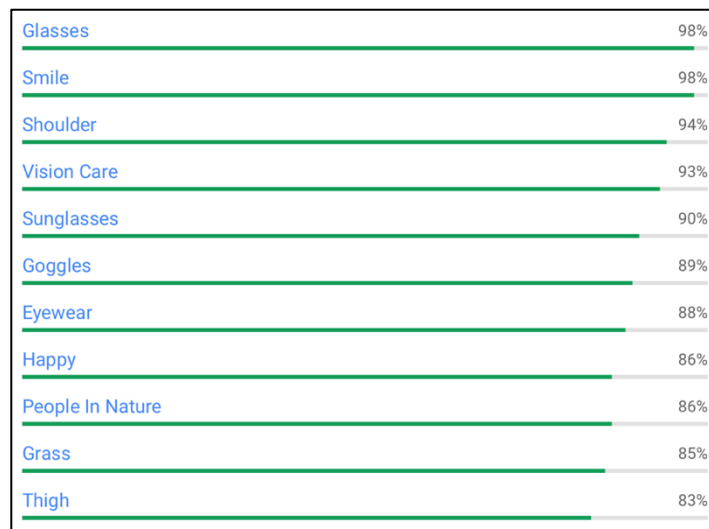 Glasses 98%
Smile 98%
Shoulder 94%
Vision Care 93%
Sunglasses 90%
Goggles 89%
Eyewear 88%
Happy 86%
People In Nature 86%
Grass 85%
Thigh 83%